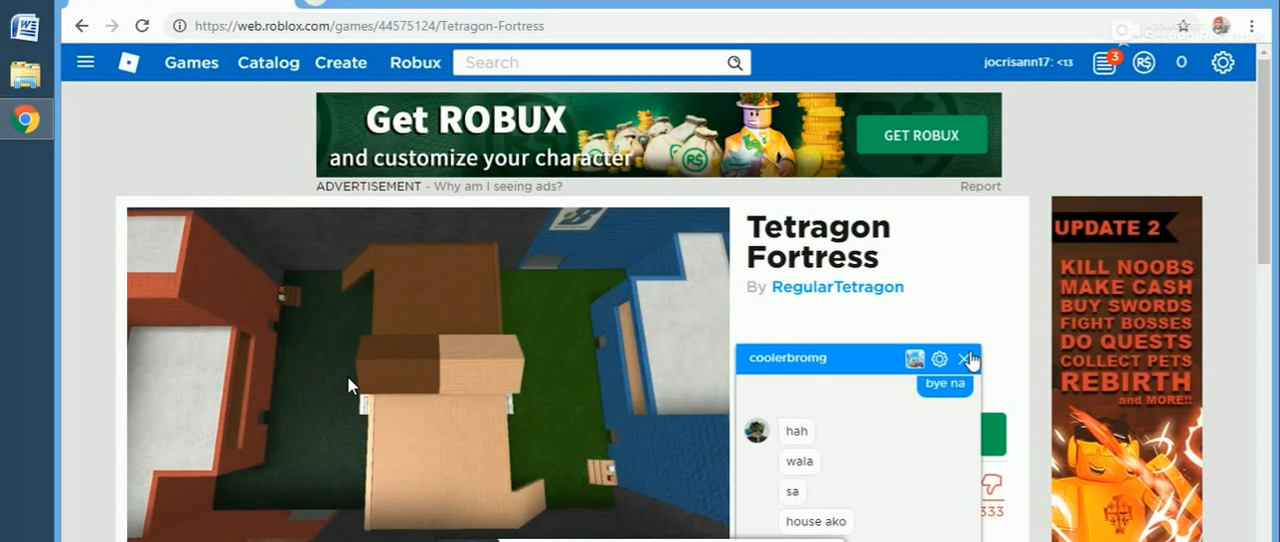 https://web.roblox.com/games/44575124/Tetragon-Fortress
Games Catalog Create Robux Search jocrisann17: <13 3 0
Get ROBUX
and customize your character
GET ROBUX
ADVERTISEMENT - Why am I seeing ads? Report
Tetragon
Fortress
By RegularTetragon
coolerbromg
bye na
hah
wala
sa
house ako
333
UPDATE 2
KILL NOOBS
MAKE CASH
BUY SWORDS
FIGHT BOSSES
DO QUESTS
COLLECT PETS
REBIRTH
and MORE!!